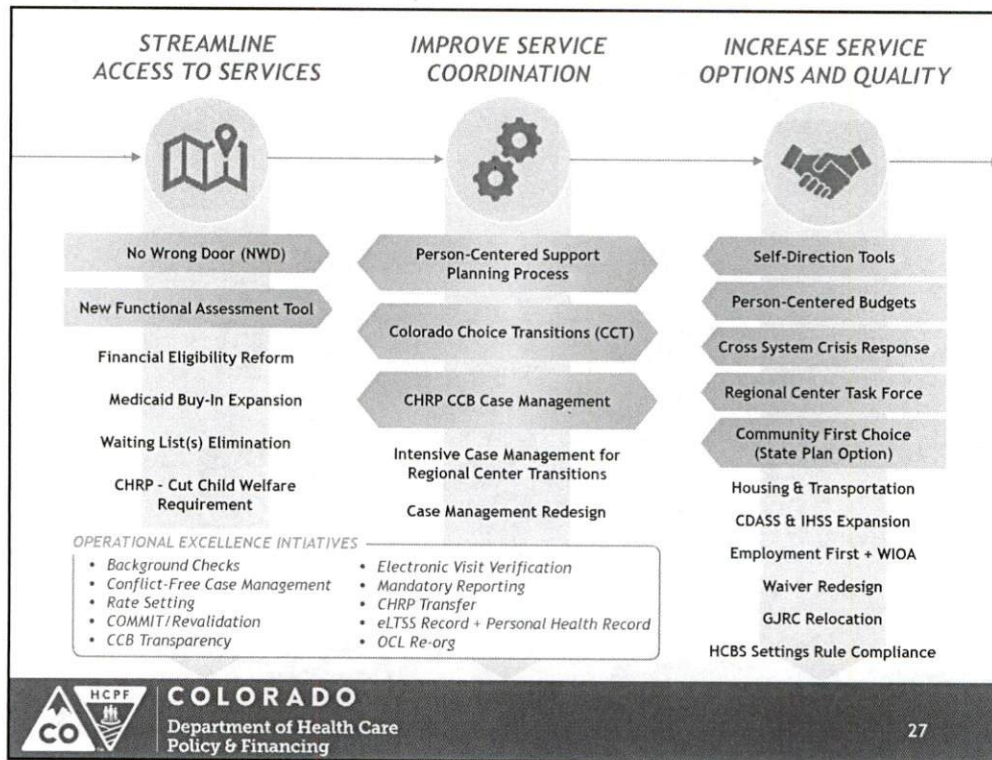 STREAMLINE
ACCESS TO SERVICES
No Wrong Door (NWD)
New Functional Assessment Tool
Financial Eligibility Reform
Medicaid Buy-In Expansion
Waiting List(s) Elimination
CHRP - Cut Child Welfare
Requirement
IMPROVE SERVICE
COORDINATION
Person-Centered Support
Planning Process
Colorado Choice Transitions (CCT)
CHRP CCB Case Management
Intensive Case Management for
Regional Center Transitions
Case Management Redesign
INCREASE SERVICE
OPTIONS AND QUALITY
Self-Direction Tools
Person-Centered Budgets
Cross System Crisis Response
Regional Center Task Force
Community First Choice
(State Plan Option)
Housing & Transportation
CDASS & IHSS Expansion
Employment First + WIOA
Waiver Redesign
GJRC Relocation
HCBS Settings Rule Compliance
OPERATIONAL EXCELLENCE INTIATIVES
• Background Checks
• Conflict-Free Case Management
• Rate Setting
• COMMIT/Revalidation
• CCB Transparency
• Electronic Visit Verification
• Mandatory Reporting
• CHRP Transfer
• eLTSS Record + Personal Health Record
• OCL Re-org
CO
HCPF
COLORADO
Department of Health Care
Policy & Financing
27